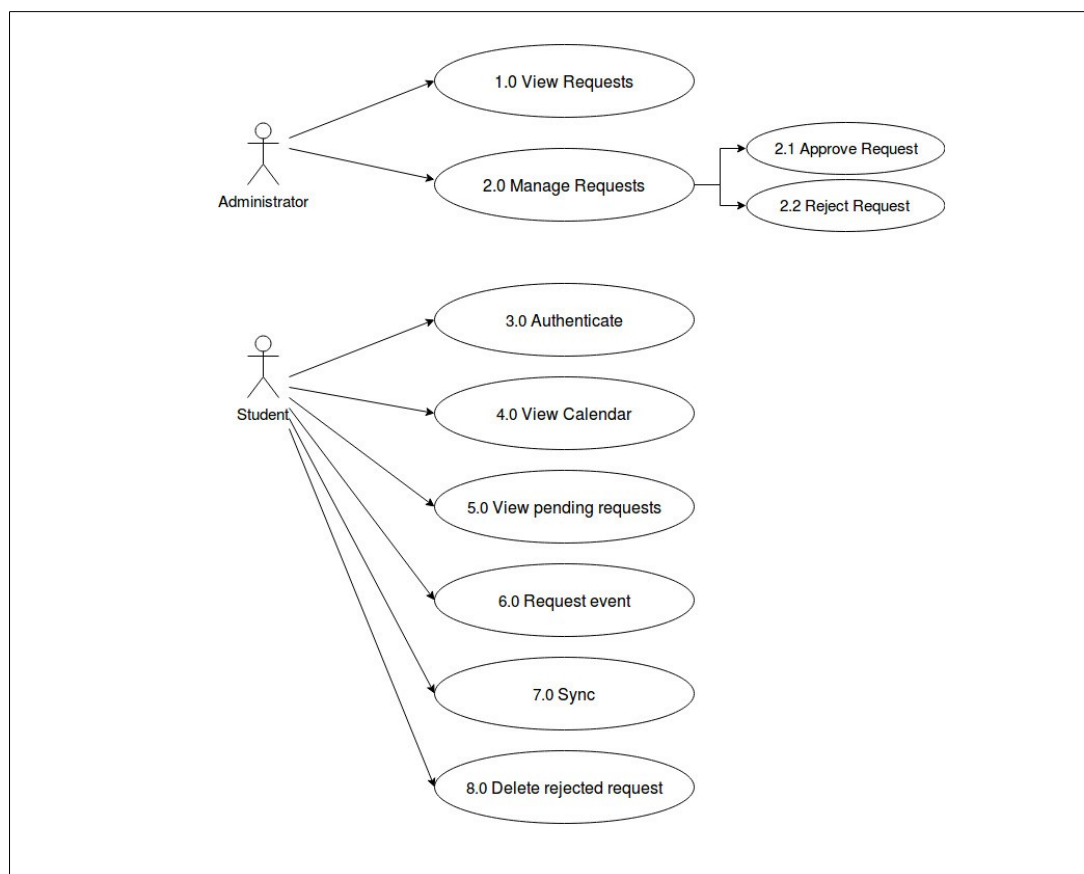 1.0 View Requests
2.1 Approve Request
2.0 Manage Requests
2.2 Reject Request
Administrator
3.0 Authenticate
4.0 View Calendar
Student
5.0 View pending requests
6.0 Request event
7.0 Sync
8.0 Delete rejected request